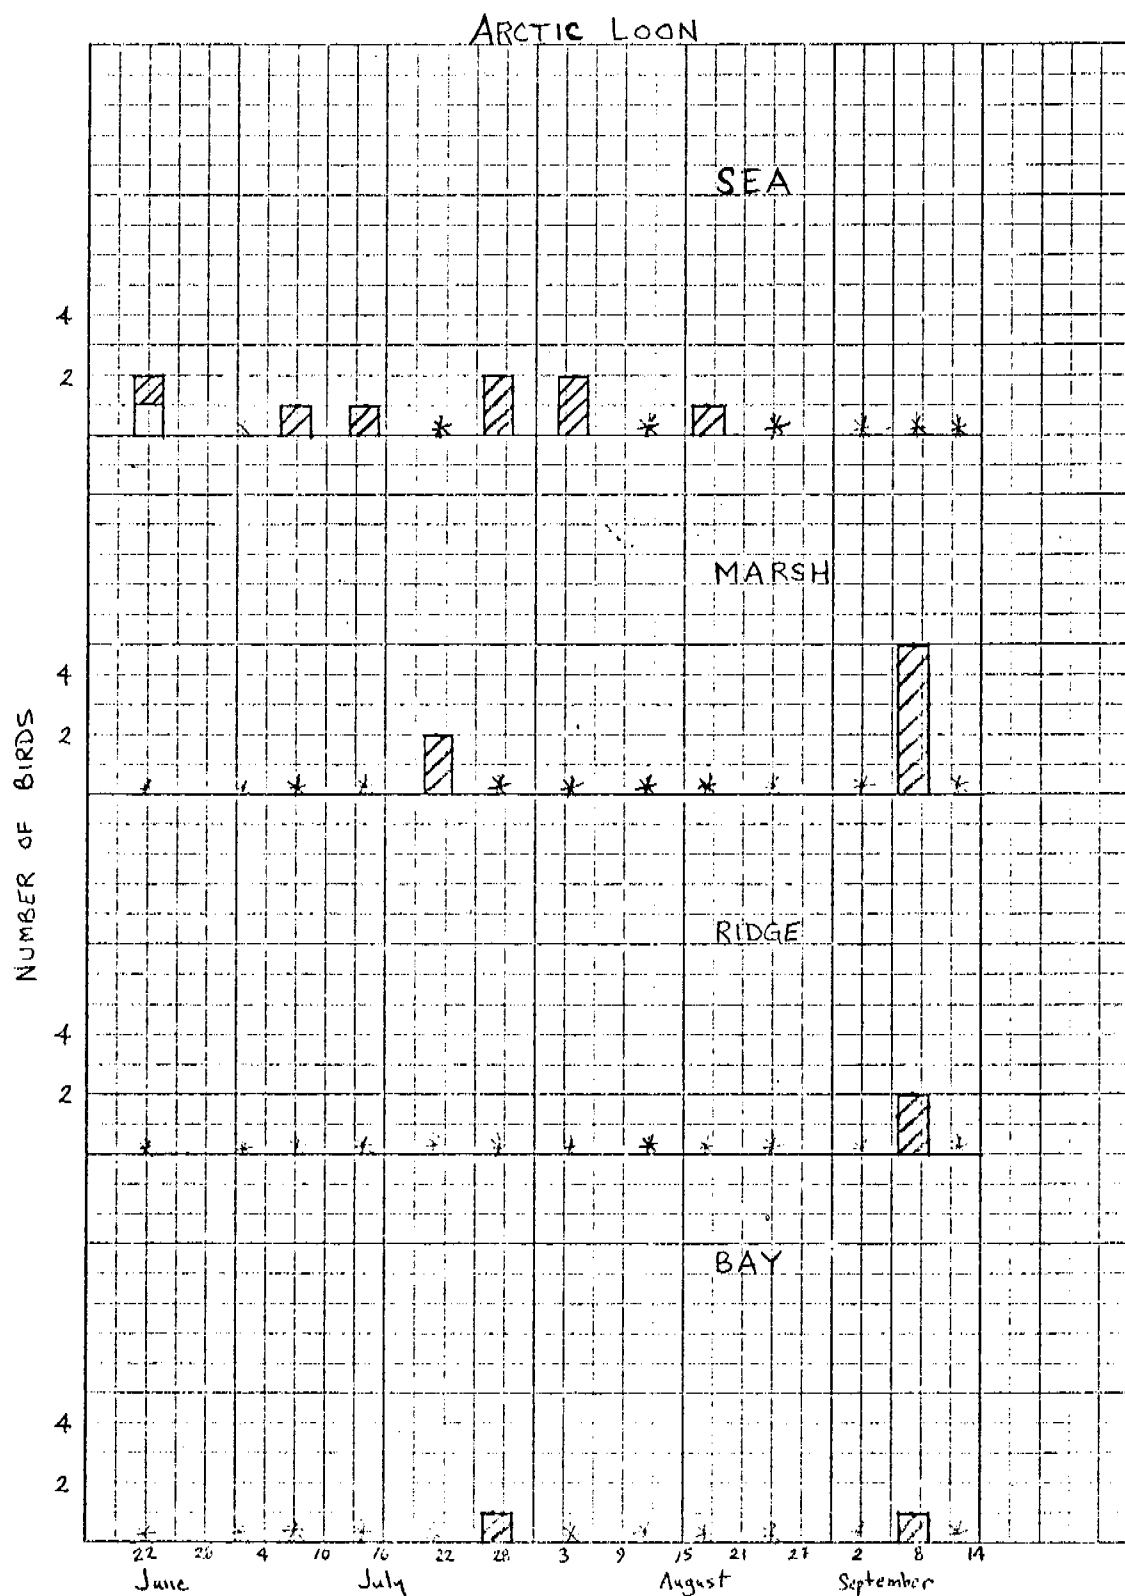 ARCTIC LOON
SEA
4
2
MARSH
4
2
NUMBER OF BIRDS
RIDGE
4
2
BAY
4
2
22 28 4 10 16 22 28 3 9 15 21 27 2 8 14
June July August September